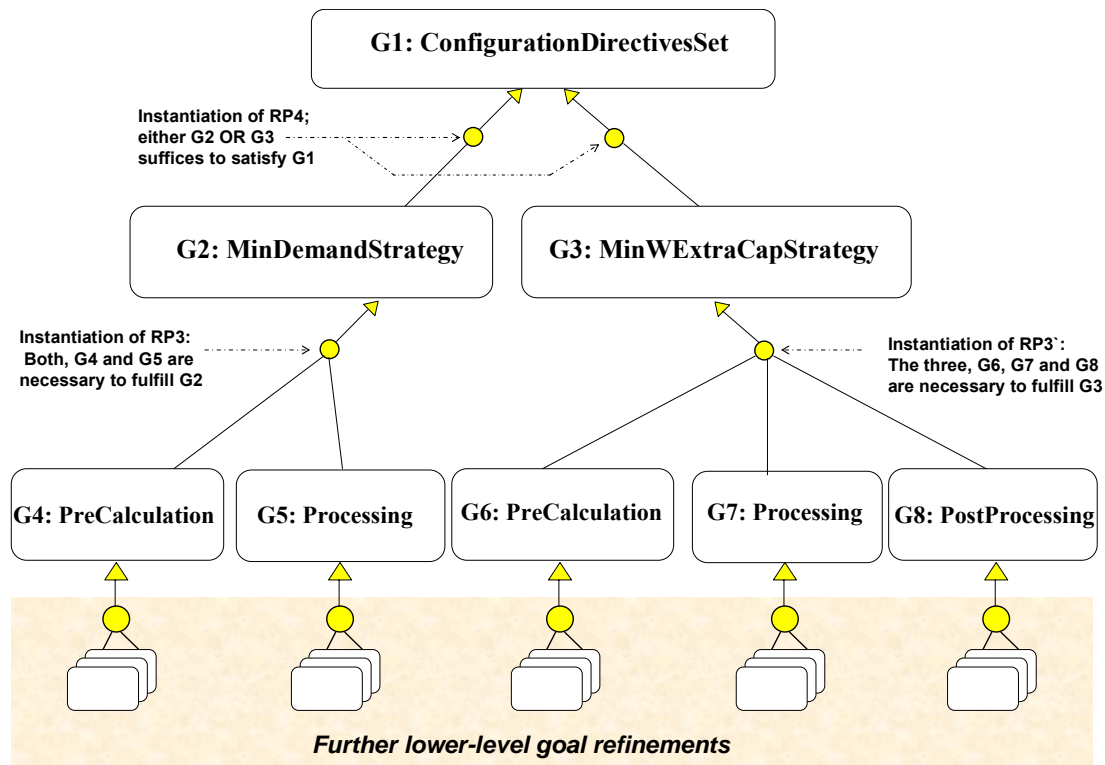 G1: ConfigurationDirectivesSet
Instantiation of RP4;
either G2 OR G3
suffices to satisfy G1
G2: MinDemandStrategy
G3: MinWExtraCapStrategy
Instantiation of RP3:
Both, G4 and G5 are
necessary to fulfill G2
Instantiation of RP3`:
The three, G6, G7 and G8
are necessary to fulfill G3
G4: PreCalculation
G5: Processing
G6: PreCalculation
G7: Processing
G8: PostProcessing
Further lower-level goal refinements